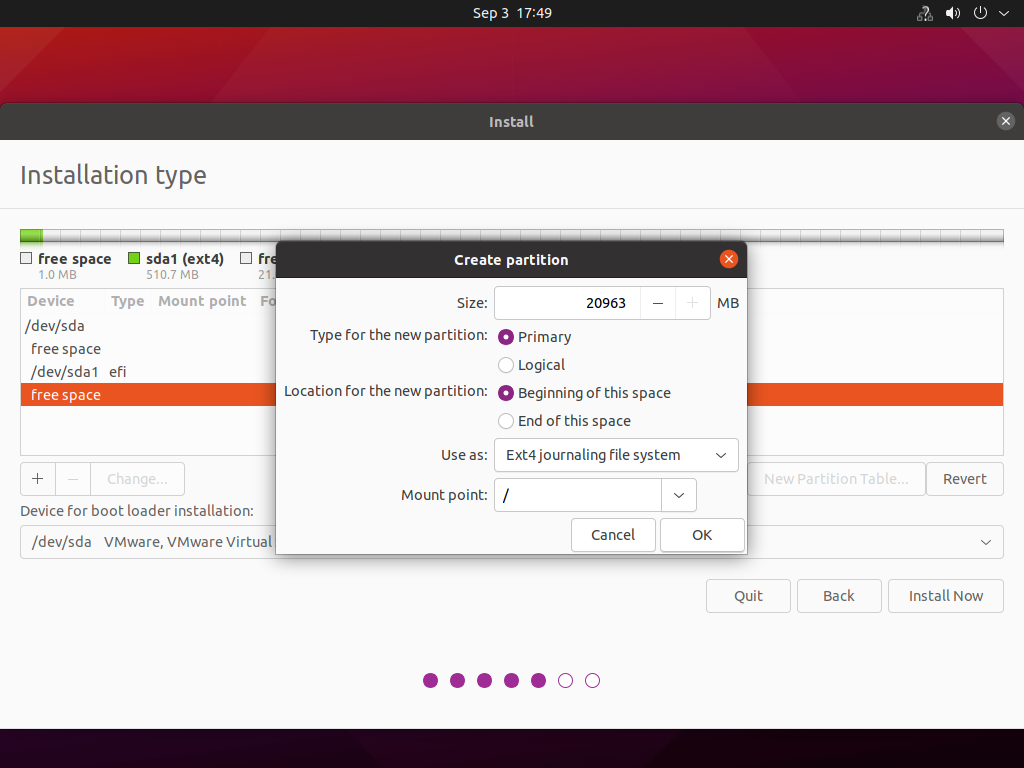 Sep 3 17:49
Install
Installation type
free space
1.0 MB
sda1 (ext4)
510.7 MB
fre
21.
Create partition
Device Type Mount point Fo
/dev/sda
free space
/dev/sda1 efi
free space
Size: 20963 MB
Type for the new partition: Primary
Logical
Location for the new partition: Beginning of this space
End of this space
Use as: Ext4 journaling file system
Mount point: /
Cancel OK
+ − Change... New Partition Table... Revert
Device for boot loader installation:
/dev/sda VMware, VMware Virtual
Quit Back Install Now